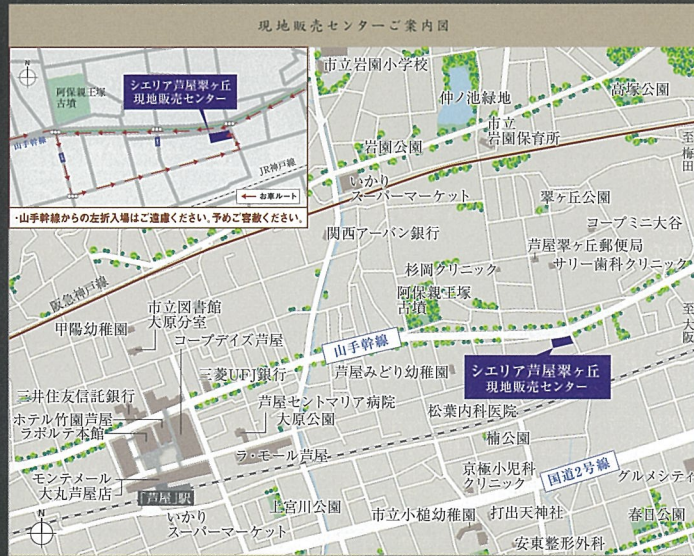 現地販売センターご案内図
N
阿保親王塚
古墳
シエリア芦屋翠ヶ丘
現地販売センター
山手幹線
JR神戸線
お車ルート
・山手幹線からの左折入場はご遠慮ください。予めご容赦ください。
市立岩園小学校
仲ノ池緑地
高塚公園
岩園公園
市立
岩園保育所
至梅田
いかり
スーパーマーケット
翠ヶ丘公園
コープミニ大谷
関西アーバン銀行
芦屋翠ヶ丘郵便局
サリー歯科クリニック
杉岡クリニック
阪急神戸線
阿保親王塚
古墳
市立図書館
大原分室
甲陽幼稚園
コープデイズ芦屋
至大阪
山手幹線
三菱UFJ銀行
芦屋みどり幼稚園
シエリア芦屋翠ヶ丘
現地販売センター
三井住友信託銀行
芦屋セントマリア病院
大原公園
松葉内科医院
ホテル竹園芦屋
ラポルテ本館
楠公園
ラ・モール芦屋
京極小児科
クリニック
国道2号線
グルメシティ
モンテメール
大丸芦屋店
「芦屋」駅
上宮川公園
いかり
スーパーマーケット
市立小槌幼稚園
打出天神社
春日公園
安東整形外科
N